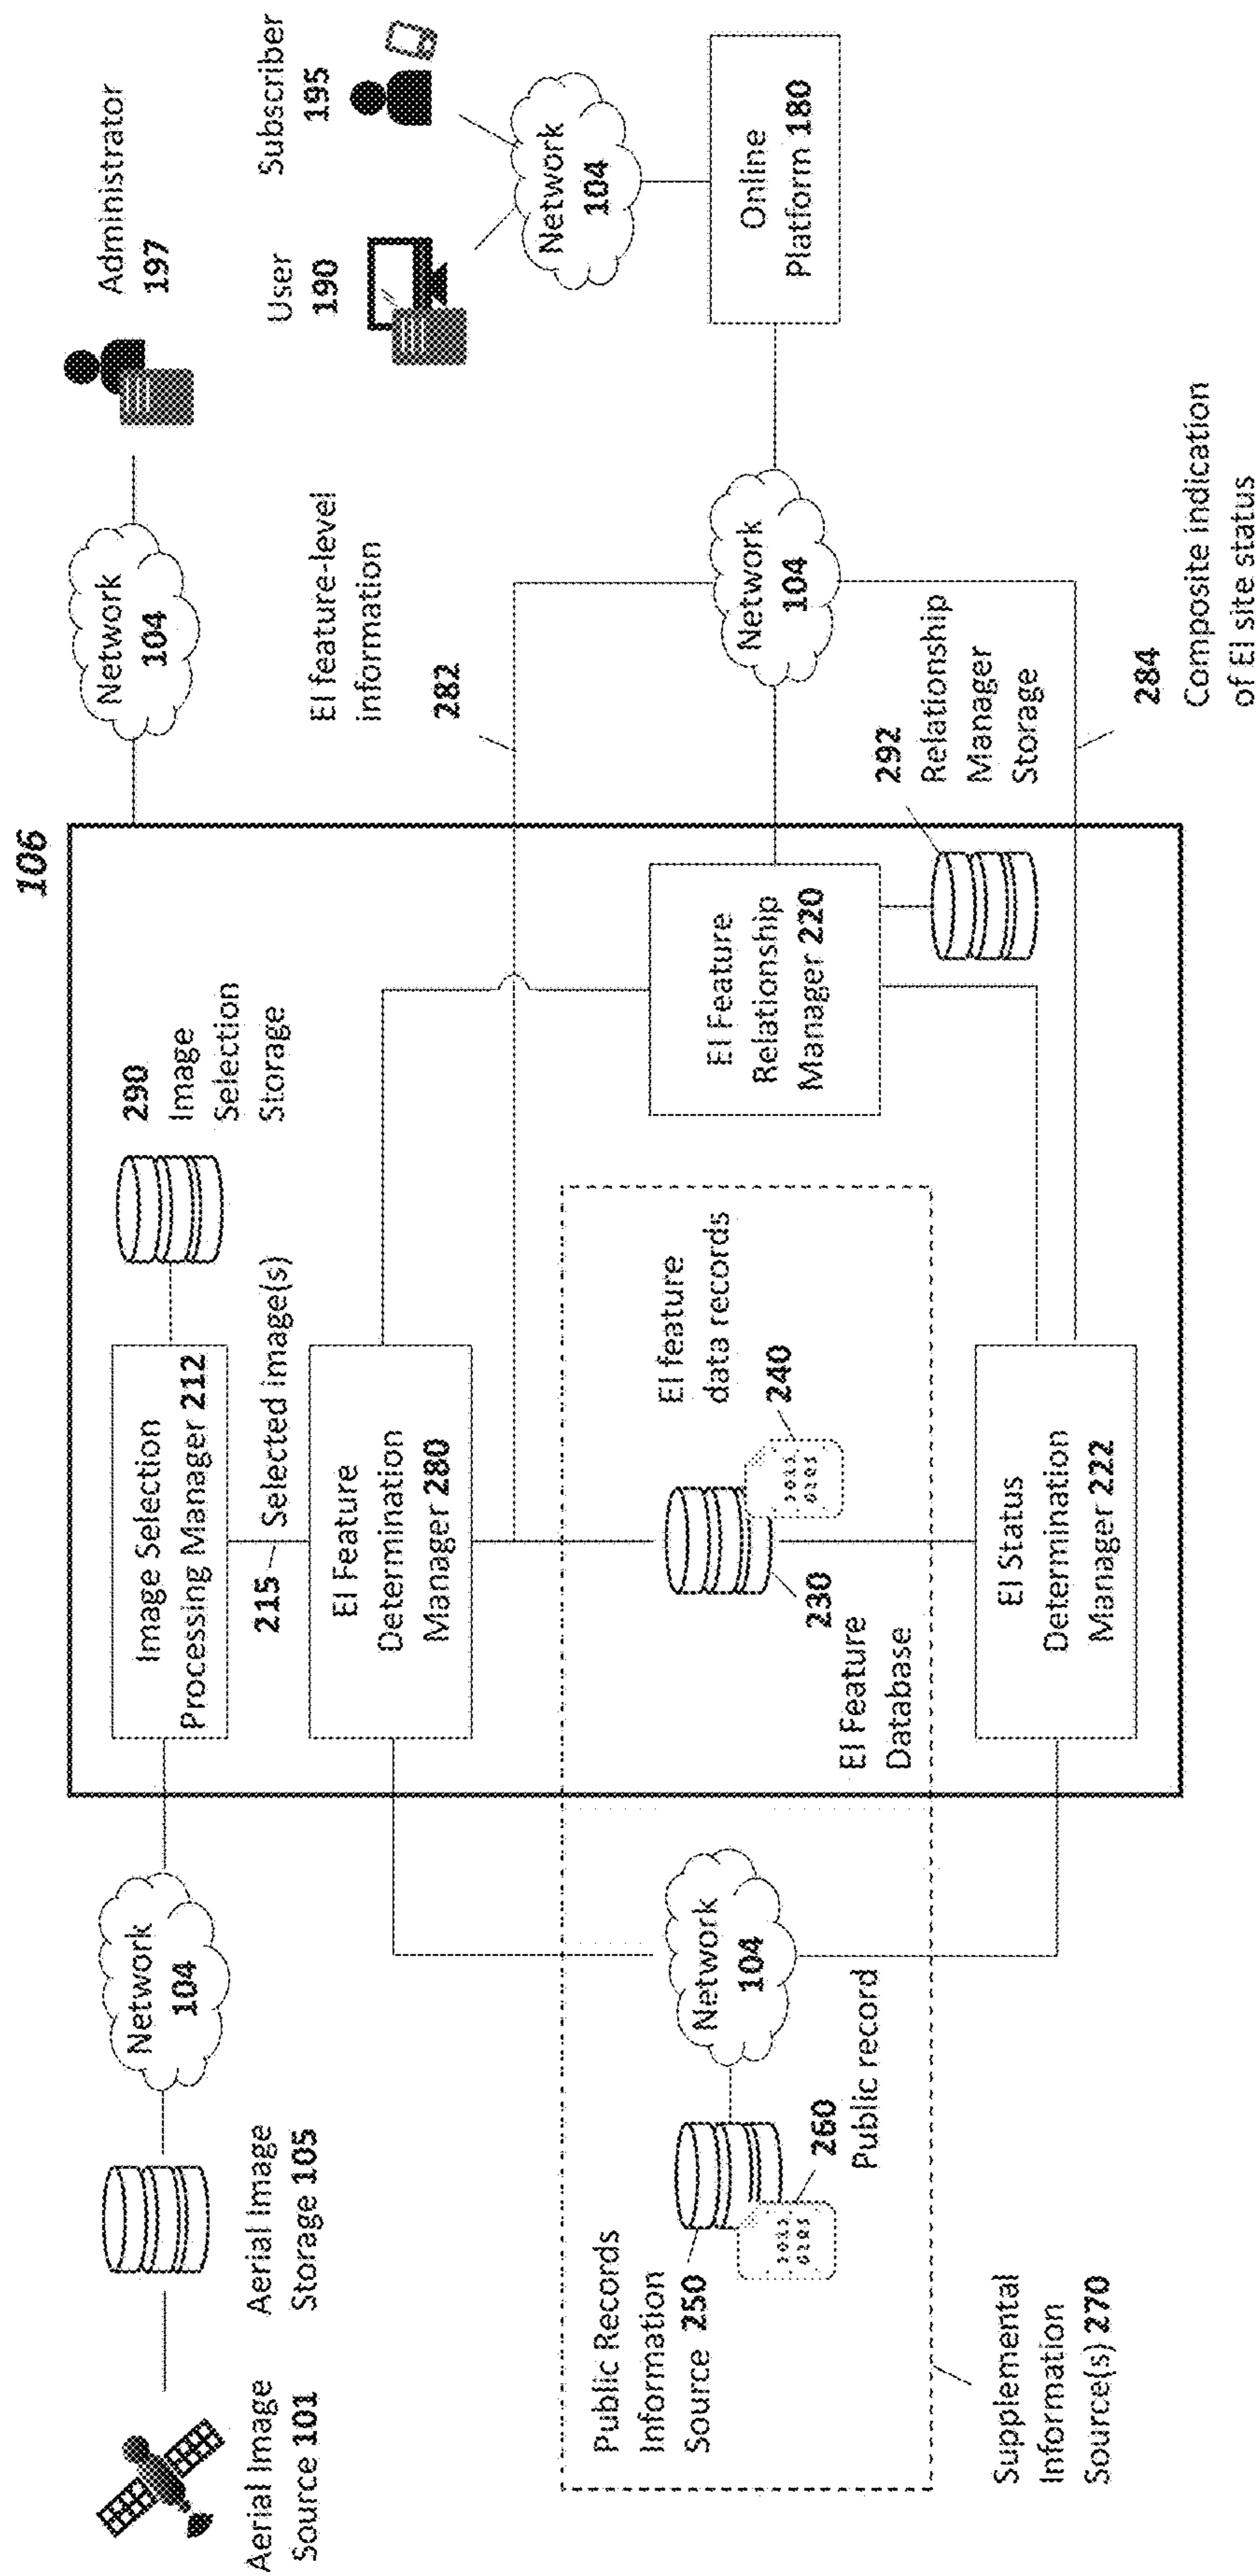 106
Aerial Image
Source 101
Aerial Image
Storage 105
Network
104
Image Selection
Processing Manager 212
290
Image
Selection
Storage
Network
104
Administrator
197
215
Selected image(s)
EI Feature
Determination
Manager 280
EI feature-level
information
282
User
190
Subscriber
195
Network
104
Public Records
Information
Source 250
260
Public record
Network
104
EI Feature
Database
230
EI feature
data records
240
EI Feature
Relationship
Manager 220
292
Relationship
Manager
Storage
Network
104
Online
Platform 180
Supplemental
Information
Source(s) 270
EI Status
Determination
Manager 222
284
Composite indication
of EI site status